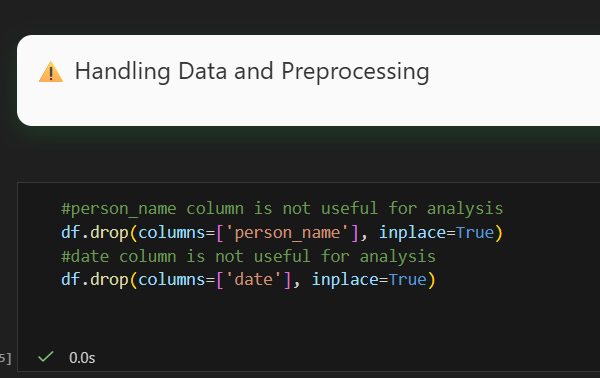 ⚠️ Handling Data and Preprocessing
#person_name column is not useful for analysis
df.drop(columns=['person_name'], inplace=True)
#date column is not useful for analysis
df.drop(columns=['date'], inplace=True)
5]
0.0s